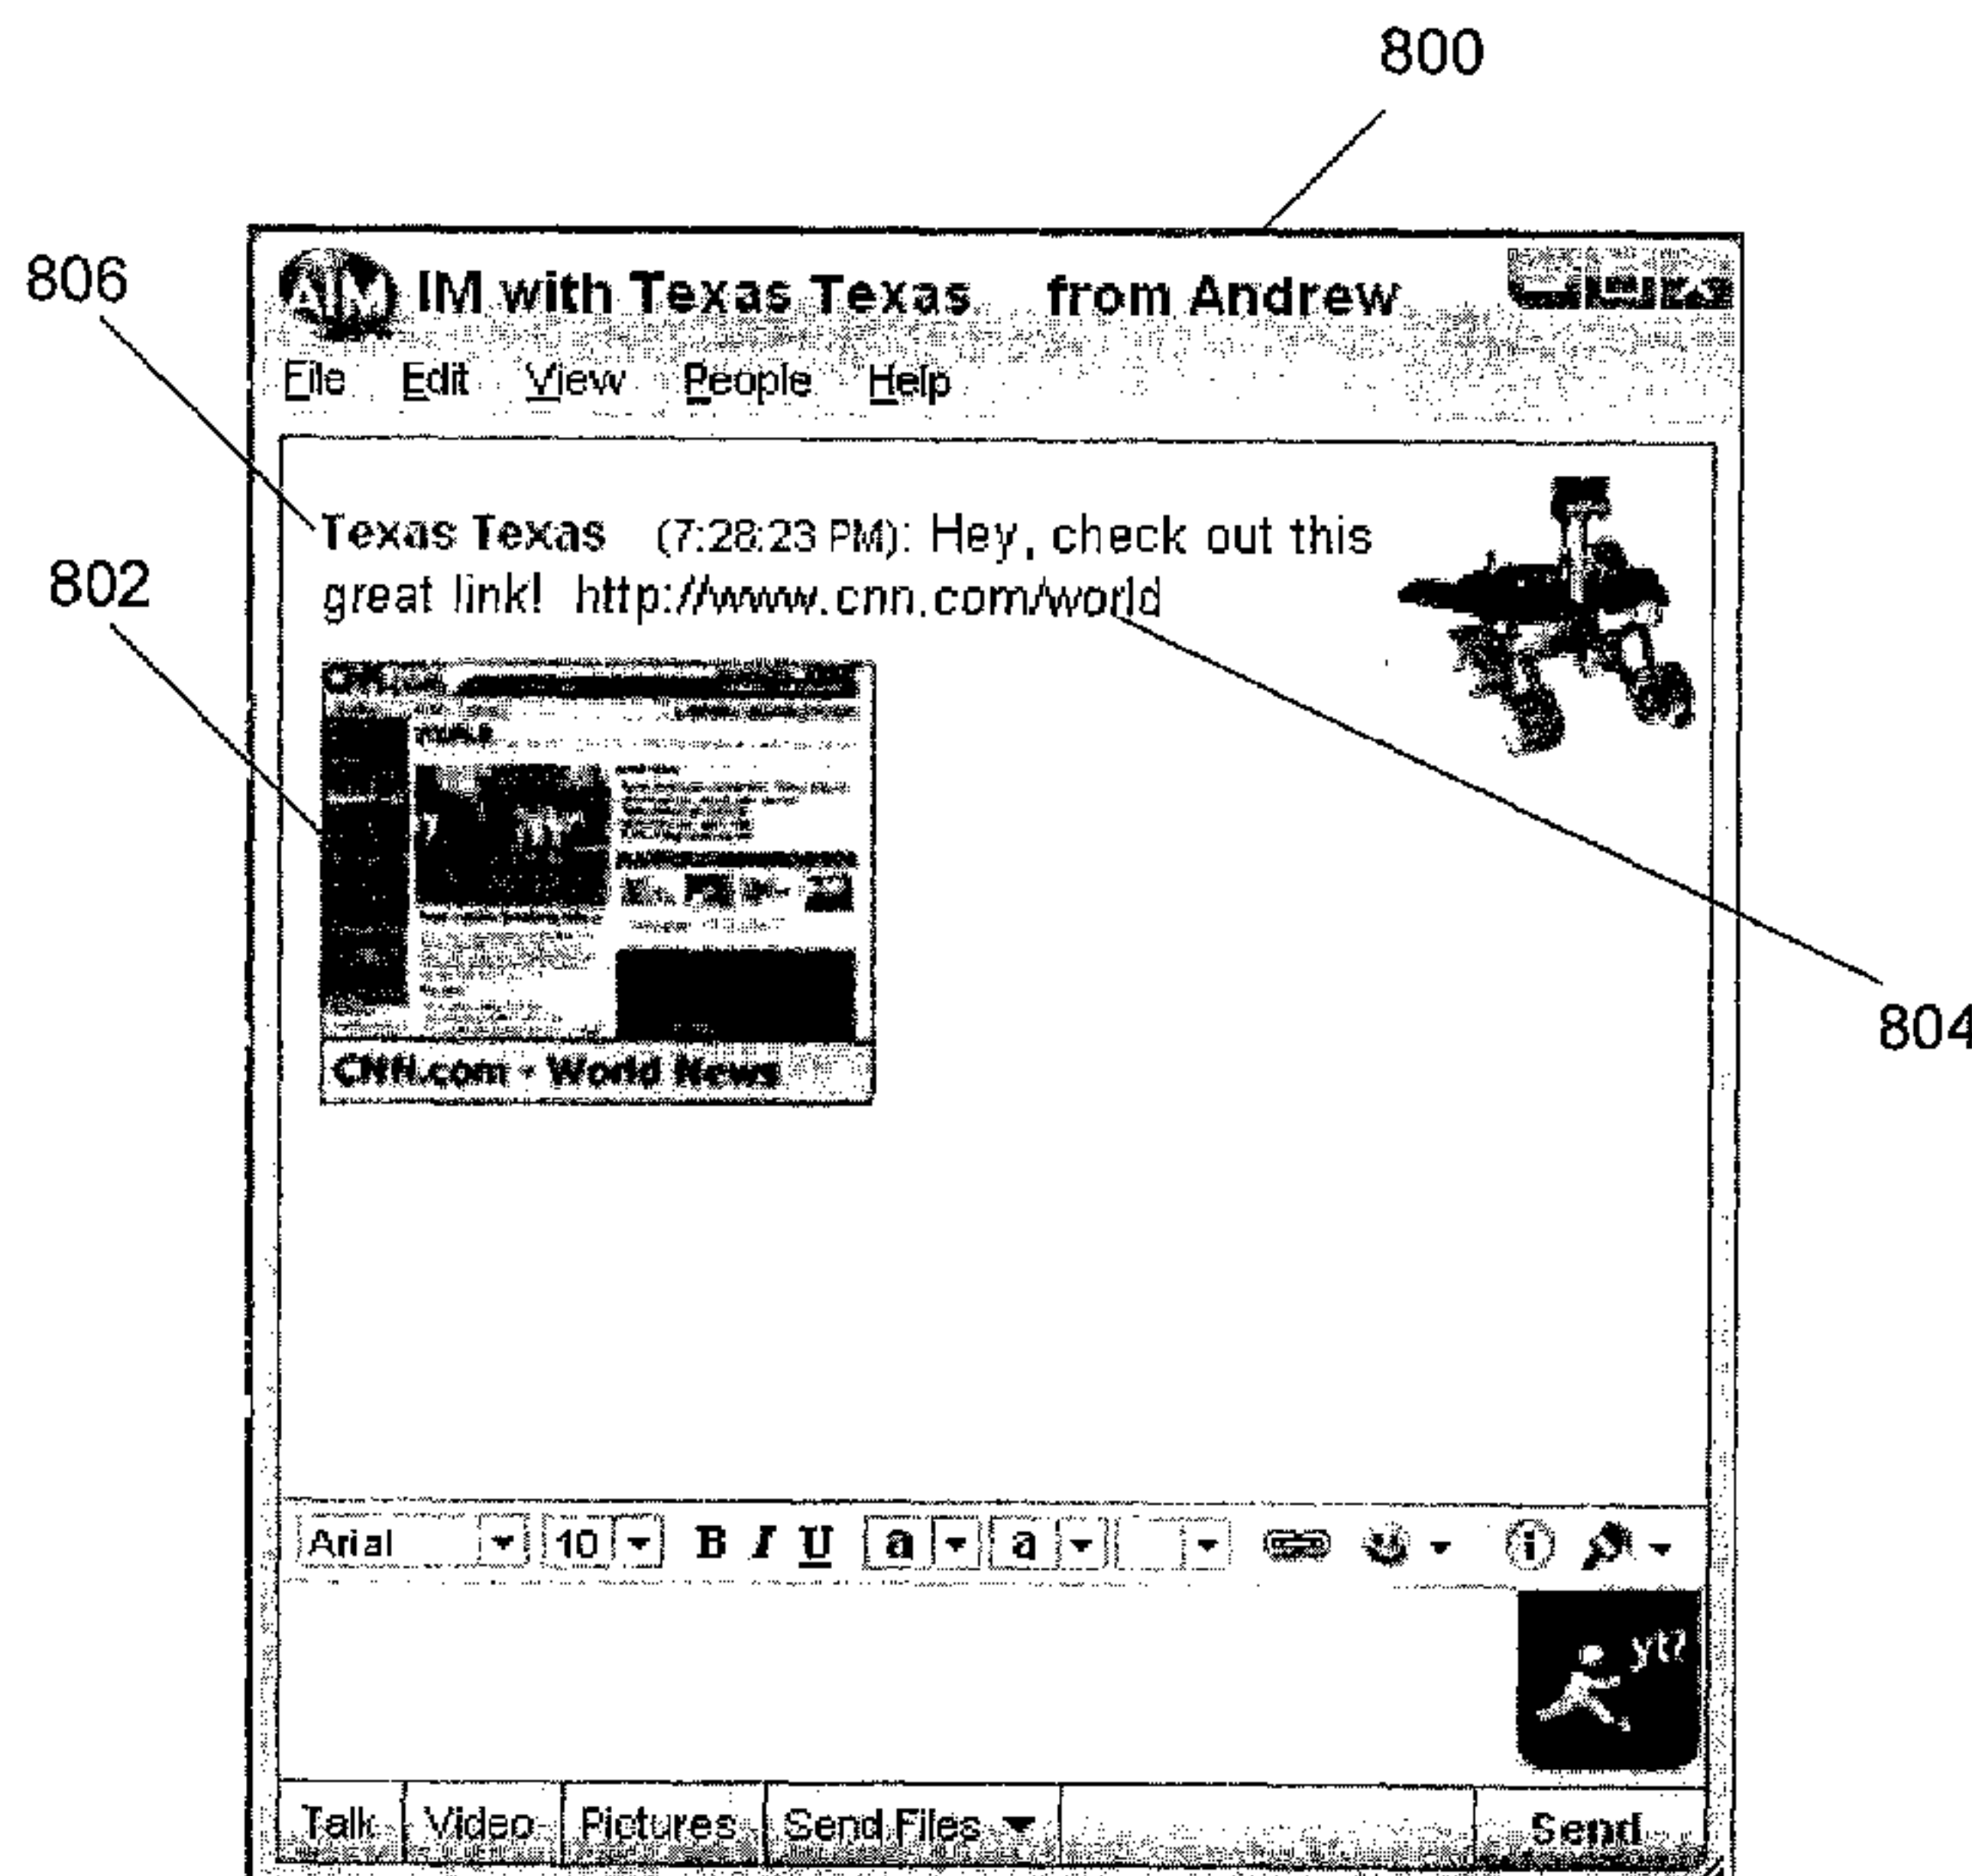 800
806
AIM IM with Texas Texas from Andrew
File Edit View People Help
Texas Texas (7:28:23 PM): Hey, check out this
great link! http://www.cnn.com/world
802
WORLD
804
CNN.com - World News
Arial 10 B I U a a
yt?
Talk Video Pictures Send Files Send